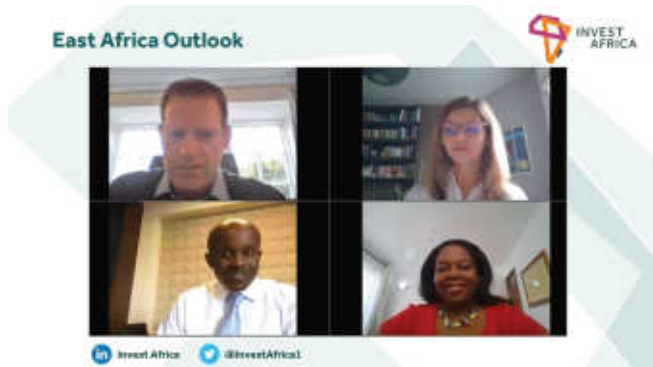 East Africa Outlook
INVEST
AFRICA
Invest Africa
@InvestAfrica1